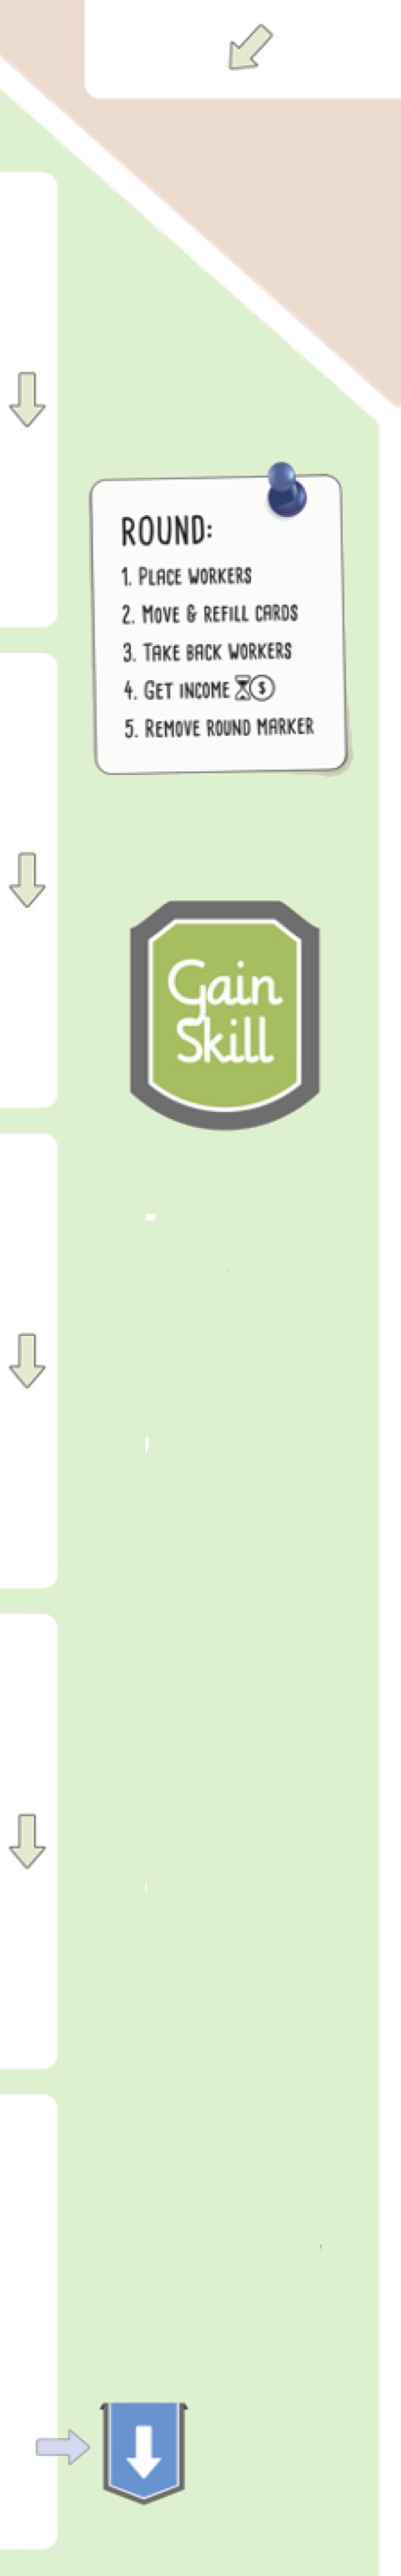 ROUND:
1. PLACE WORKERS
2. MOVE & REFILL CARDS
3. TAKE BACK WORKERS
4. GET INCOME $
5. REMOVE ROUND MARKER
Gain
Skill